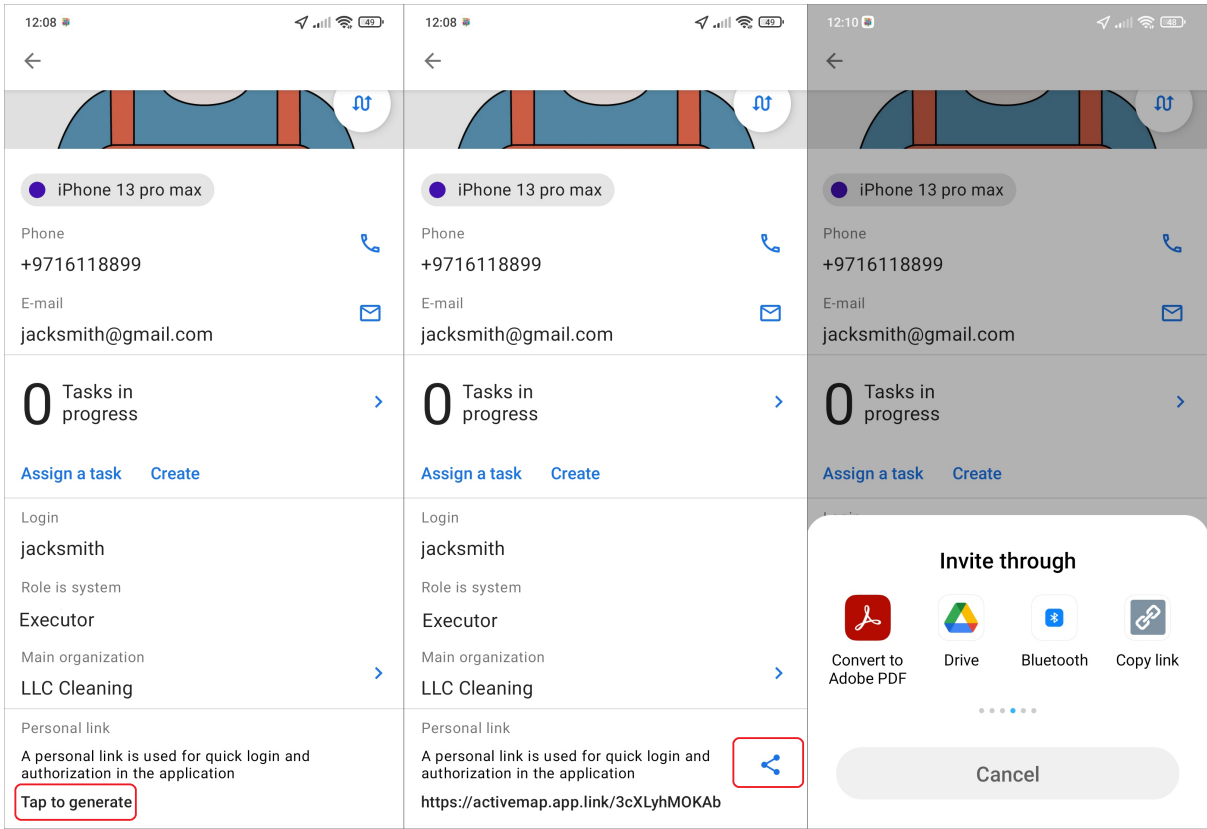 12:08
49
iPhone 13 pro max
Phone
+9716118899
E-mail
jacksmith@gmail.com
0
Tasks in
progress
Assign a task Create
Login
jacksmith
Role is system
Executor
Main organization
LLC Cleaning
Personal link
A personal link is used for quick login and
authorization in the application
Tap to generate
12:08
49
iPhone 13 pro max
Phone
+9716118899
E-mail
jacksmith@gmail.com
0
Tasks in
progress
Assign a task Create
Login
jacksmith
Role is system
Executor
Main organization
LLC Cleaning
Personal link
A personal link is used for quick login and
authorization in the application
https://activemap.app.link/3cXLyhMOKAb
12:10
48
iPhone 13 pro max
Phone
+9716118899
E-mail
jacksmith@gmail.com
0
Tasks in
progress
Assign a task Create
Invite through
Convert to
Adobe PDF
Drive
Bluetooth
Copy link
Cancel